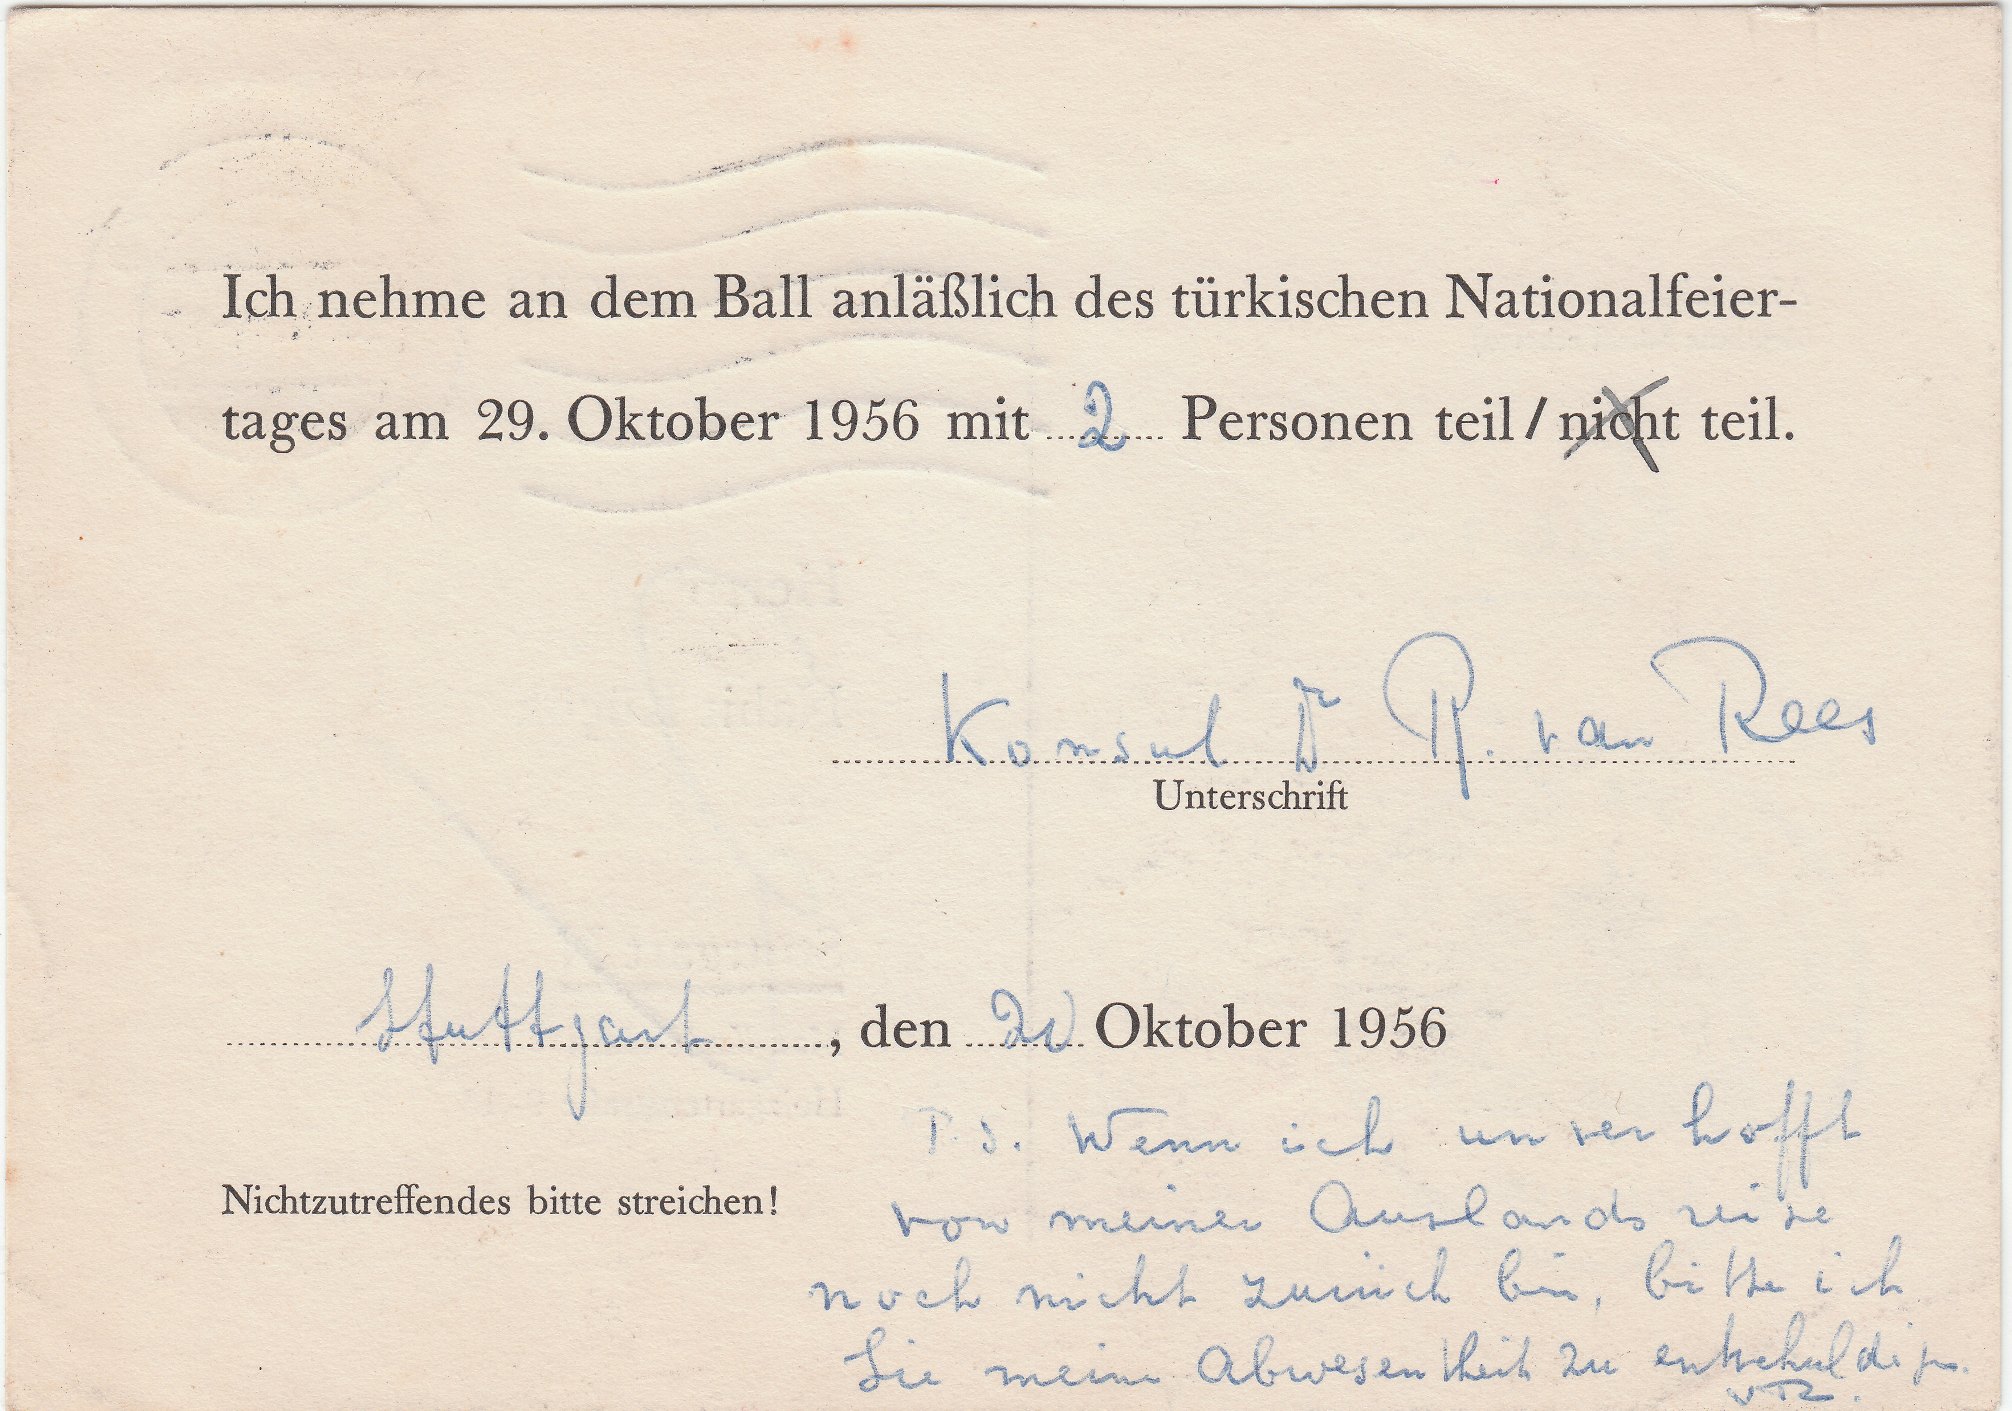 Ich nehme an dem Ball anläßlich des türkischen Nationalfeier-
tages am 29. Oktober 1956 mit 2 Personen teil / nicht teil.
Konsul Dr R. van Rees
Unterschrift
Stuttgart, den 20 Oktober 1956
P.S. Wenn ich unverhofft
Nichtzutreffendes bitte streichen!
von meiner Auslandsreise
noch nicht zurück bin, bitte ich
Sie meine Abwesenheit zu entschuldigen.
vR.